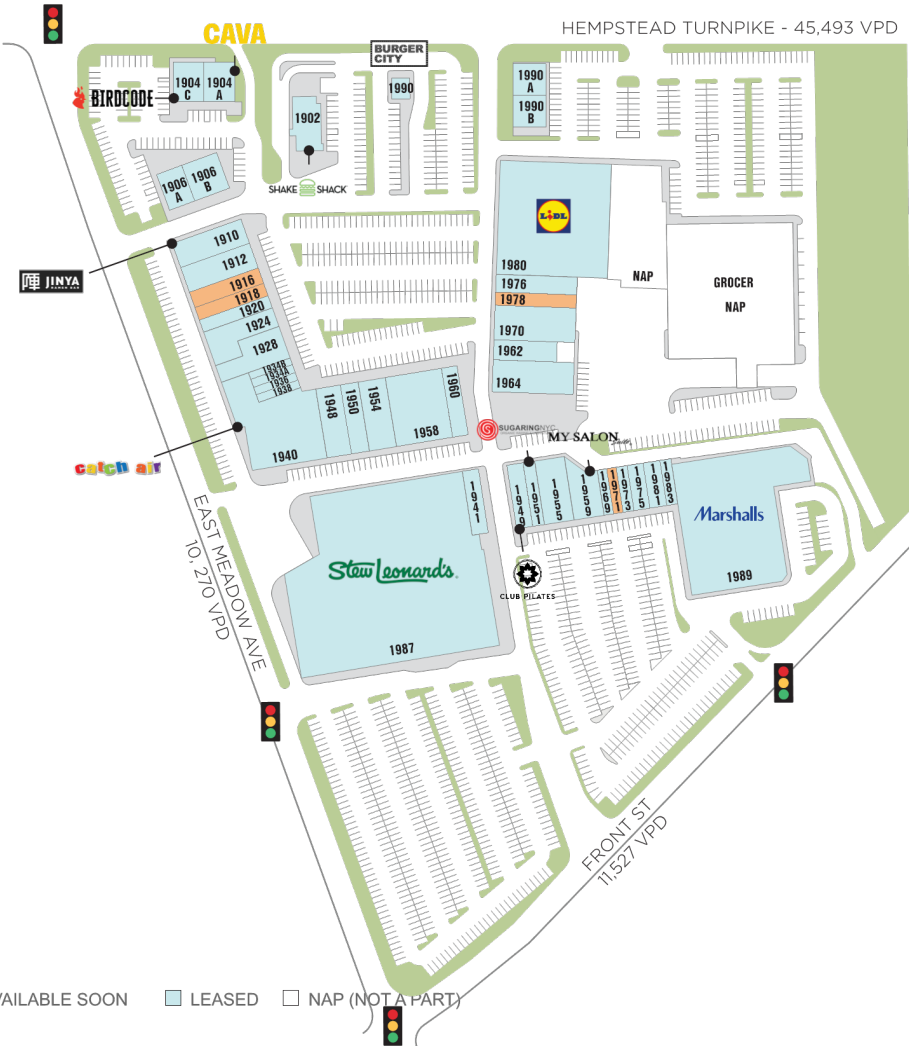 HEMPSTEAD TURNPIKE - 45,493 VPD
CAVA
BURGER
CITY
BIRDCODE
1904
C
1904
A
1902
1990
1990
A
1990
B
SHAKE SHACK
1906
A
1906
B
LIDL
JINYA
RAMEN BAR
1910
1912
1916
1918
1920
1924
1928
1934B
1934A
1936
1938
1980
1976
1978
1970
1962
1964
NAP
GROCER
NAP
1948
1950
1954
1958
1960
1940
SUGARINGNYC
MY SALON
Suite
catch air
1941
1949
1951
1955
1959
1969
1971
1973
1975
1981
1983
Marshalls
1989
Stew Leonard's
1987
CLUB PILATES
EAST MEADOW AVE
10, 270 VPD
FRONT ST
11,527 VPD
VAILABLE SOON
LEASED
NAP (NOT A PART)